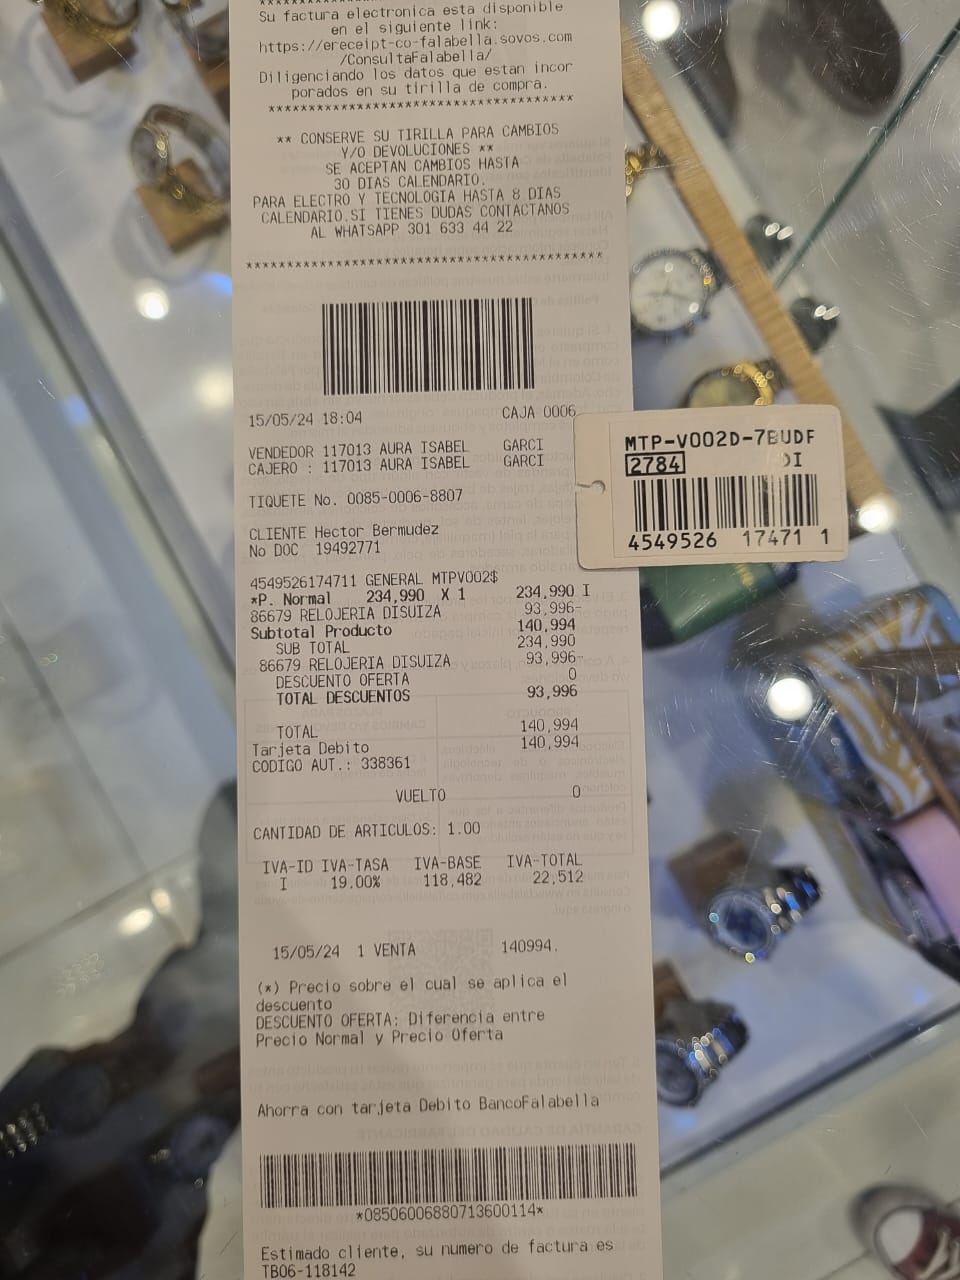 Su factura electronica esta disponible
en el siguiente link:
https://ereceipt-co-falabella.sovos.com
/ConsultaFalabella/
Diligenciando los datos que estan incor
porados en su tirilla de compra.
**************************************
** CONSERVE SU TIRILLA PARA CAMBIOS
Y/O DEVOLUCIONES **
SE ACEPTAN CAMBIOS HASTA
30 DIAS CALENDARIO.
PARA ELECTRO Y TECNOLOGIA HASTA 8 DIAS
CALENDARIO.SI TIENES DUDAS CONTACTANOS
AL WHATSAPP 301 633 44 22
********************************************
15/05/24 18:04 CAJA 0006
VENDEDOR 117013 AURA ISABEL GARCI
CAJERO : 117013 AURA ISABEL GARCI
TIQUETE No. 0085-0006-8807
CLIENTE Hector Bermudez
No DOC 19492771
4549526174711 GENERAL MTPV002$
*P. Normal 234,990 X 1 234,990 I
86679 RELOJERIA DISUIZA 93,996-
Subtotal Producto 140,994
SUB TOTAL 234,990
86679 RELOJERIA DISUIZA 93,996-
DESCUENTO OFERTA 0
TOTAL DESCUENTOS 93,996
TOTAL 140,994
Tarjeta Debito 140,994
CODIGO AUT.: 338361
VUELTO 0
CANTIDAD DE ARTICULOS: 1.00
IVA-ID IVA-TASA IVA-BASE IVA-TOTAL
I 19.00% 118,482 22,512
15/05/24 1 VENTA 140994.
(*) Precio sobre el cual se aplica el
descuento
DESCUENTO OFERTA: Diferencia entre
Precio Normal y Precio Oferta
Ahorra con tarjeta Debito BancoFalabella
*08506006880713600114*
Estimado cliente, su numero de factura es
TB06-118142
MTP-V002D-7BUDF
2784 DI
4549526 17471 1